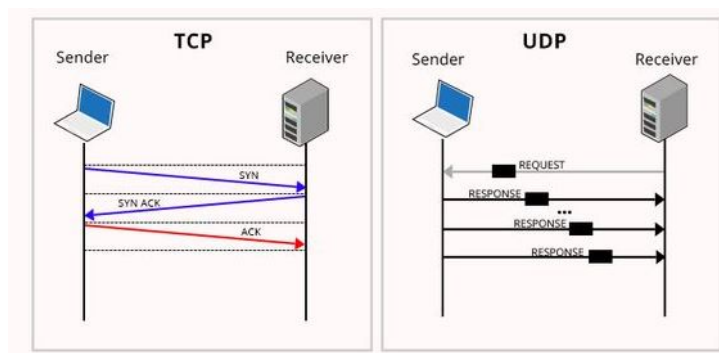 TCP
Sender
Receiver
SYN
SYN ACK
ACK
UDP
Sender
Receiver
REQUEST
RESPONSE
...
RESPONSE
RESPONSE